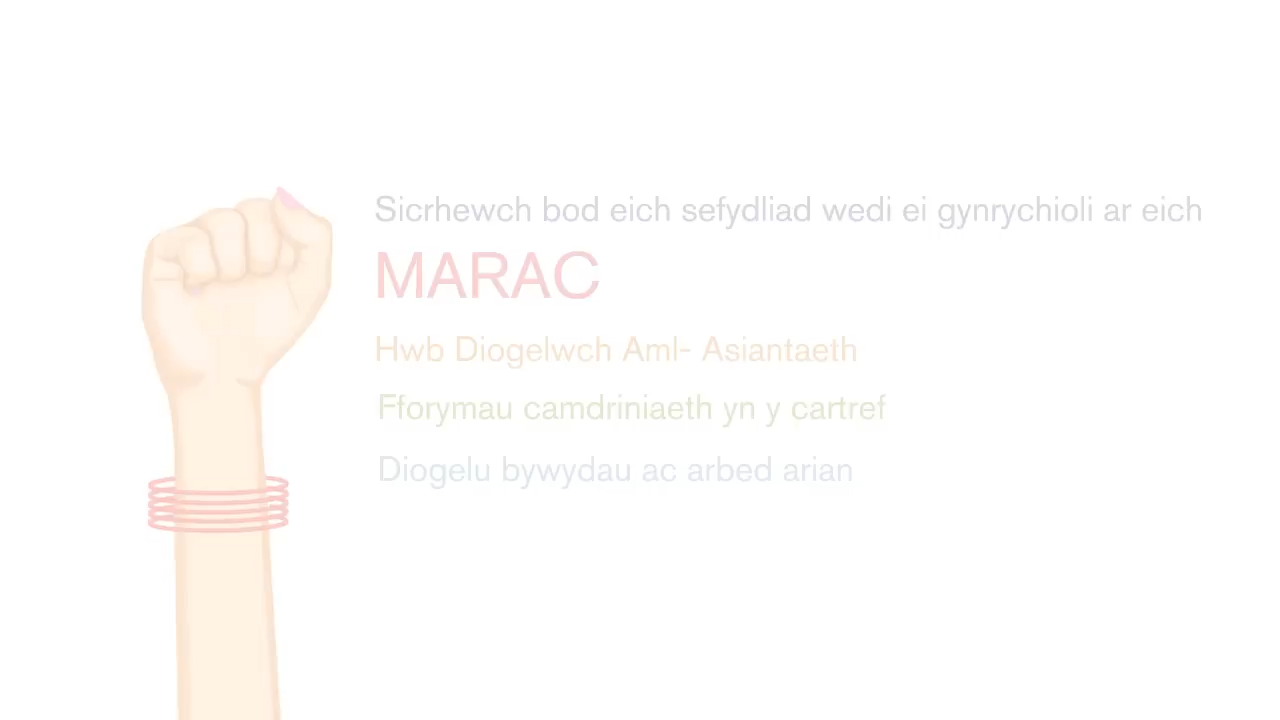 Sicrhewch bod eich sefydliad wedi ei gynrychioli ar eich
MARAC
Hwb Diogelwch Aml- Asiantaeth
Fforymau camdriniaeth yn y cartref
Diogelu bywydau ac arbed arian